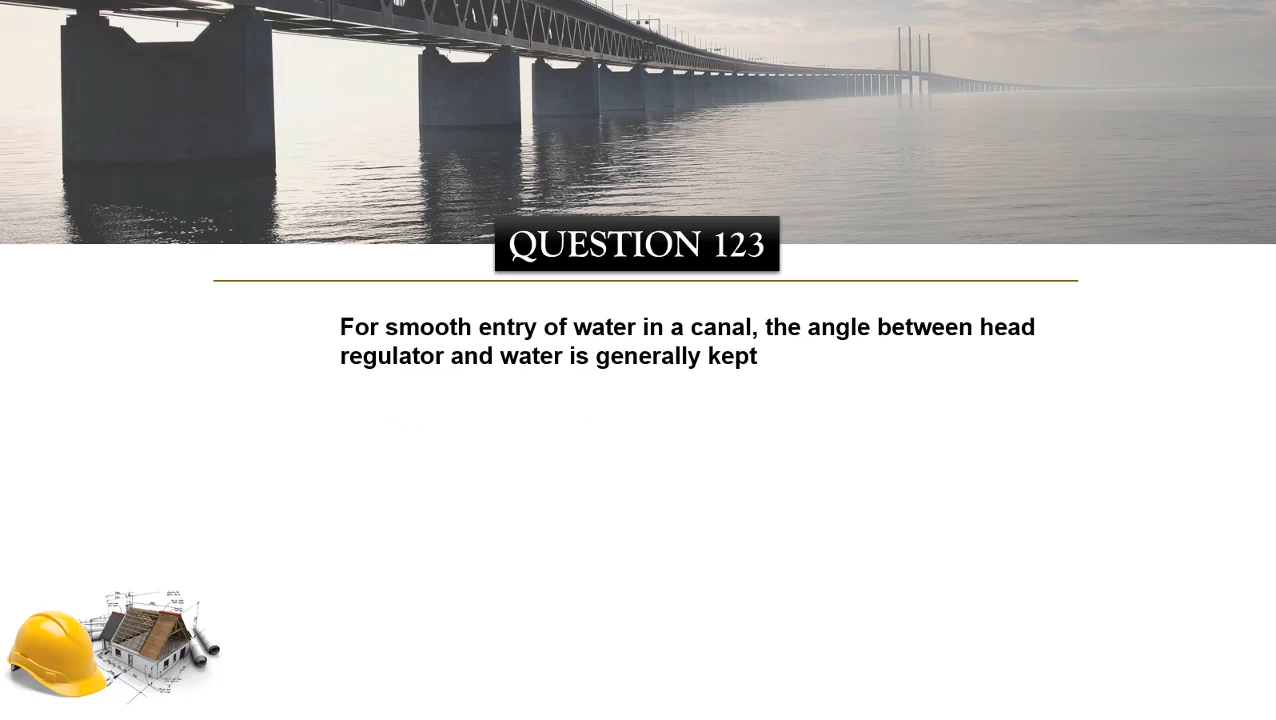 QUESTION 123
For smooth entry of water in a canal, the angle between head
regulator and water is generally kept